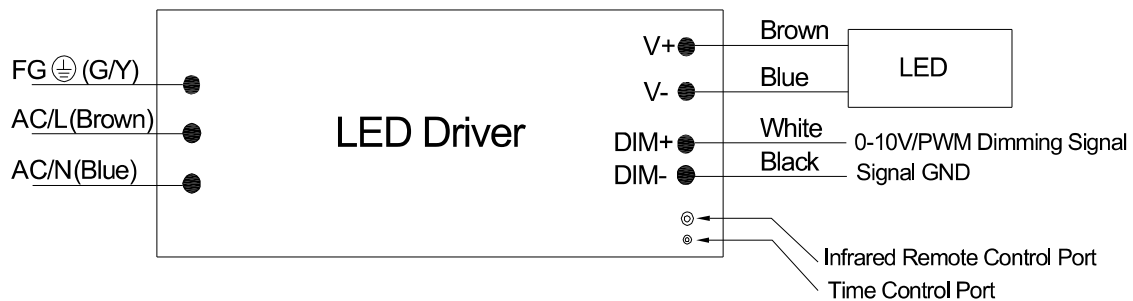 FG ⏚ (G/Y)
AC/L(Brown)
AC/N(Blue)
LED Driver
V+
Brown
V-
Blue
LED
DIM+
White
0-10V/PWM Dimming Signal
DIM-
Black
Signal GND
Infrared Remote Control Port
Time Control Port